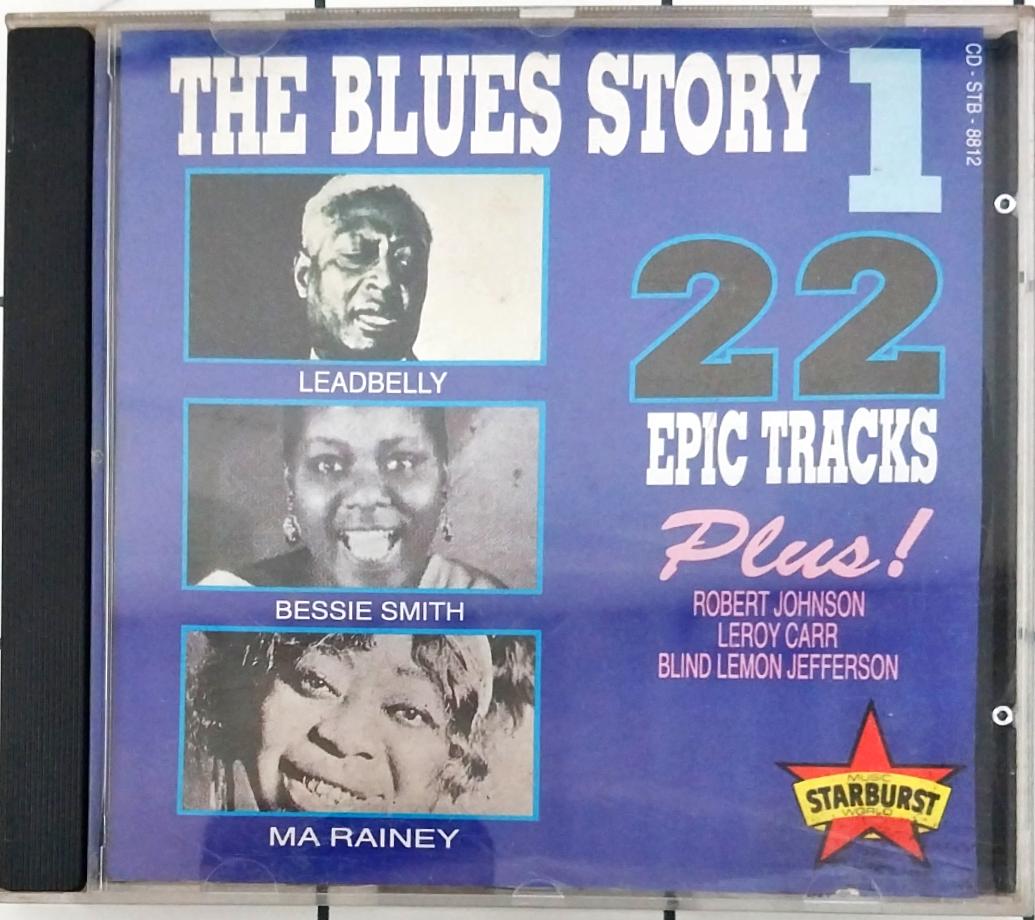 THE BLUES STORY 1
CD - STB - 8812
LEADBELLY
22
EPIC TRACKS
Plus!
ROBERT JOHNSON
LEROY CARR
BLIND LEMON JEFFERSON
BESSIE SMITH
MA RAINEY
MUSIC
STARBURST
WORLD